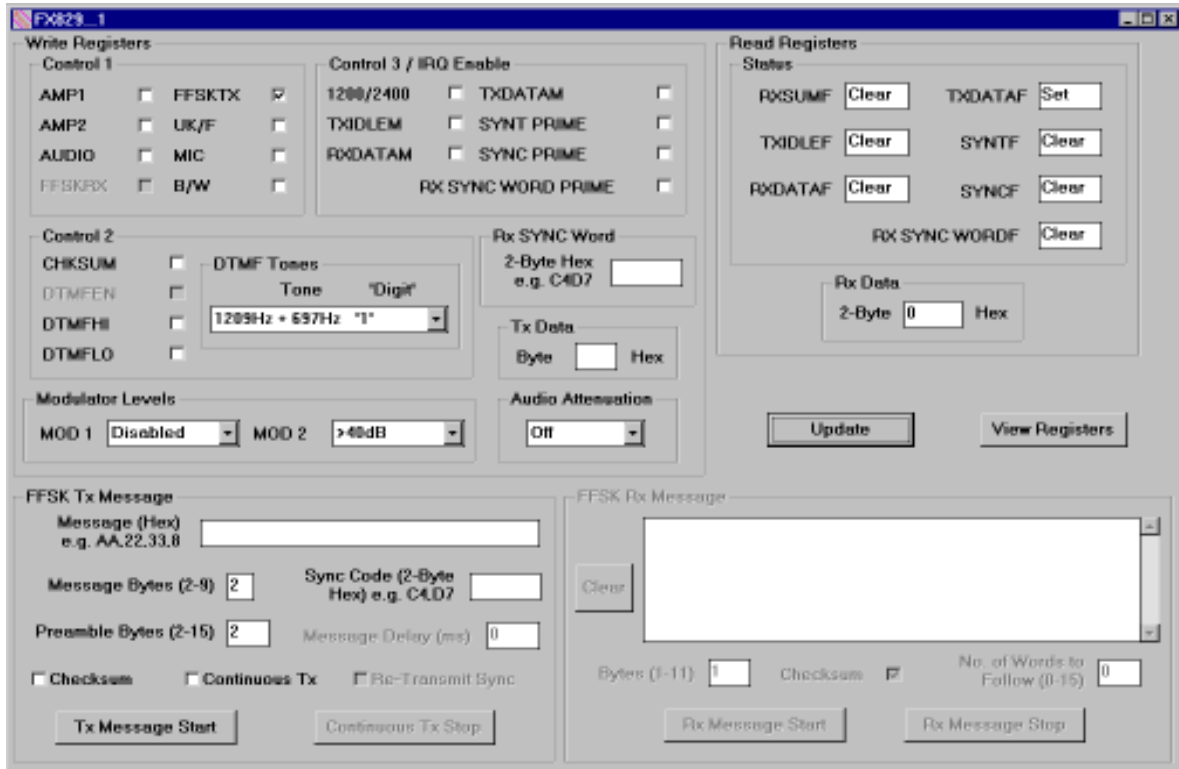 FX829_1
Write Registers
Control 1
AMP1 FFSKTX
AMP2 UK/F
AUDIO MIC
FFSKRX B/W
Control 3 / IRQ Enable
1200/2400 TXDATAM
TXIDLEM SYNT PRIME
RXDATAM SYNC PRIME
RX SYNC WORD PRIME
Control 2
CHKSUM
DTMFEN
DTMFHI
DTMFLO
DTMF Tones
Tone "Digit"
1209Hz + 697Hz "1"
Rx SYNC Word
2-Byte Hex
e.g. C4D7
Tx Data
Byte Hex
Modulator Levels
MOD 1 Disabled MOD 2 >40dB
Audio Attenuation
Off
Read Registers
Status
RXSUMF Clear TXDATAF Set
TXIDLEF Clear SYNTF Clear
RXDATAF Clear SYNCF Clear
RX SYNC WORDF Clear
Rx Data
2-Byte 0 Hex
Update View Registers
FFSK Tx Message
Message (Hex)
e.g. AA,22,33,8
Message Bytes (2-9) 2
Sync Code (2-Byte
Hex) e.g. C4,D7
Preamble Bytes (2-15) 2 Message Delay (ms) 0
Checksum Continuous Tx Re-Transmit Sync
Tx Message Start Continuous Tx Stop
FFSK Rx Message
Clear
Bytes (1-11) 1 Checksum
No. of Words to
Follow (0-15) 0
Rx Message Start Rx Message Stop